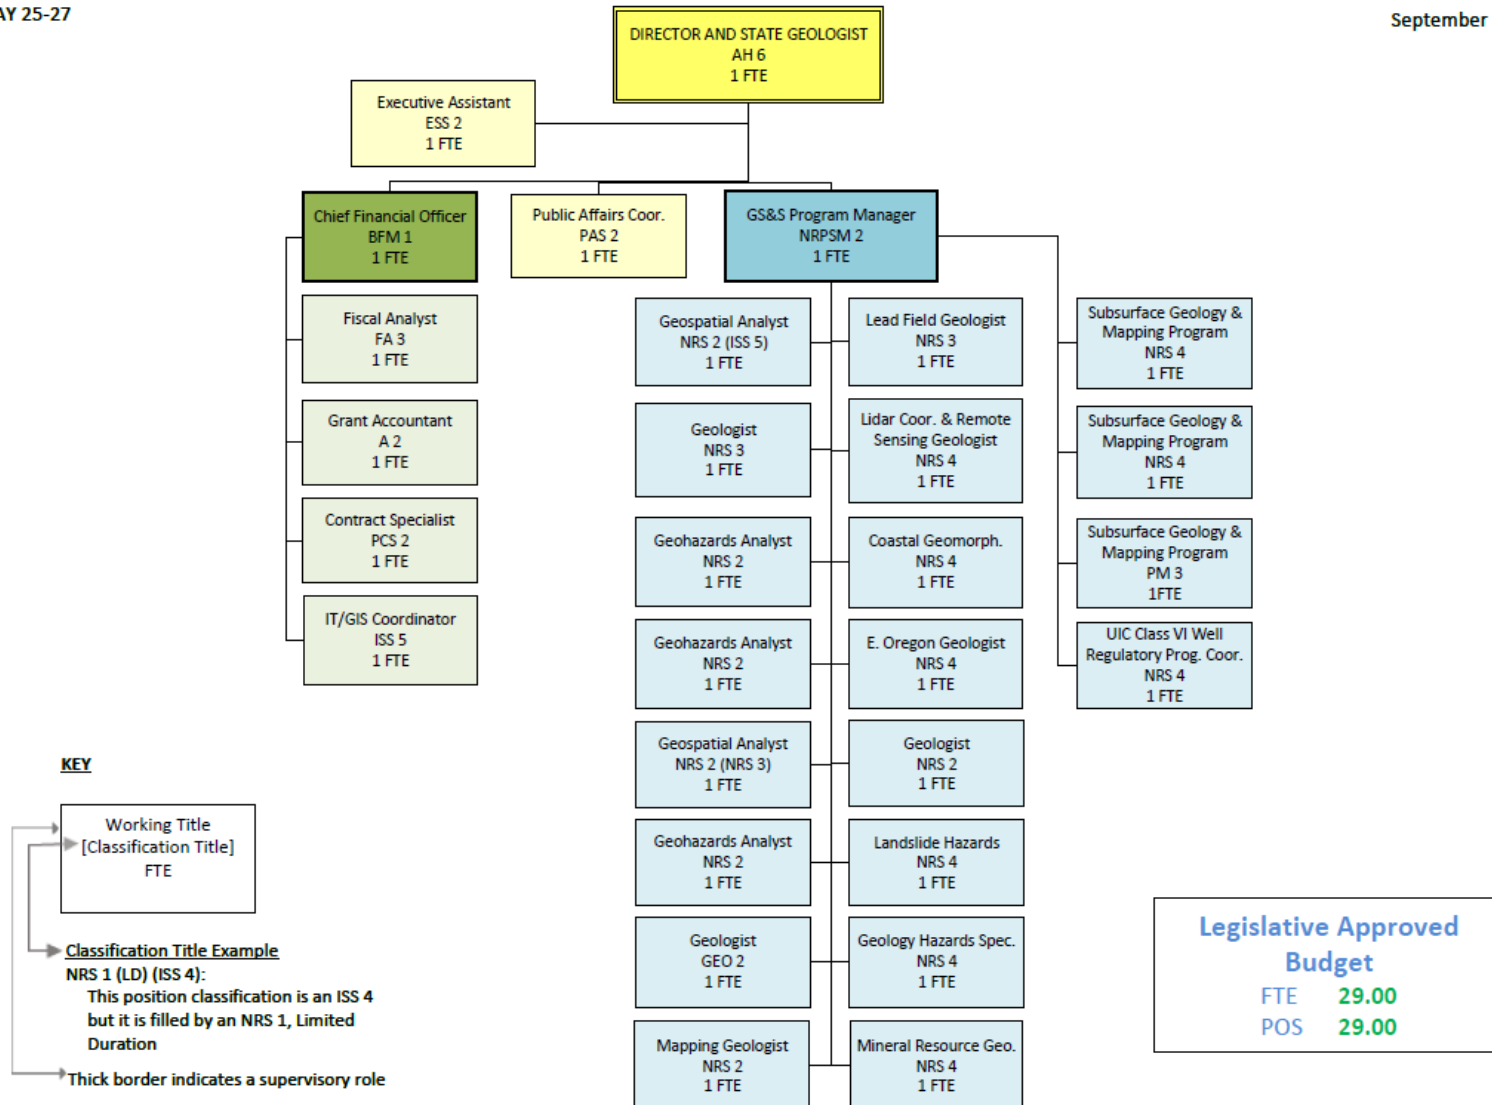 AY 25-27
September
DIRECTOR AND STATE GEOLOGIST
AH 6
1 FTE
Executive Assistant
ESS 2
1 FTE
Chief Financial Officer
BFM 1
1 FTE
Public Affairs Coor.
PAS 2
1 FTE
GS&S Program Manager
NRPSM 2
1 FTE
Fiscal Analyst
FA 3
1 FTE
Grant Accountant
A 2
1 FTE
Contract Specialist
PCS 2
1 FTE
IT/GIS Coordinator
ISS 5
1 FTE
Geospatial Analyst
NRS 2 (ISS 5)
1 FTE
Geologist
NRS 3
1 FTE
Geohazards Analyst
NRS 2
1 FTE
Geohazards Analyst
NRS 2
1 FTE
Geospatial Analyst
NRS 2 (NRS 3)
1 FTE
Geohazards Analyst
NRS 2
1 FTE
Geologist
GEO 2
1 FTE
Mapping Geologist
NRS 2
1 FTE
Lead Field Geologist
NRS 3
1 FTE
Lidar Coor. & Remote
Sensing Geologist
NRS 4
1 FTE
Coastal Geomorph.
NRS 4
1 FTE
E. Oregon Geologist
NRS 4
1 FTE
Geologist
NRS 2
1 FTE
Landslide Hazards
NRS 4
1 FTE
Geology Hazards Spec.
NRS 4
1 FTE
Mineral Resource Geo.
NRS 4
1 FTE
Subsurface Geology &
Mapping Program
NRS 4
1 FTE
Subsurface Geology &
Mapping Program
NRS 4
1 FTE
Subsurface Geology &
Mapping Program
PM 3
1FTE
UIC Class VI Well
Regulatory Prog. Coor.
NRS 4
1 FTE
KEY
Working Title
[Classification Title]
FTE
Classification Title Example
NRS 1 (LD) (ISS 4):
This position classification is an ISS 4
but it is filled by an NRS 1, Limited
Duration
Thick border indicates a supervisory role
Legislative Approved
Budget
FTE 29.00
POS 29.00